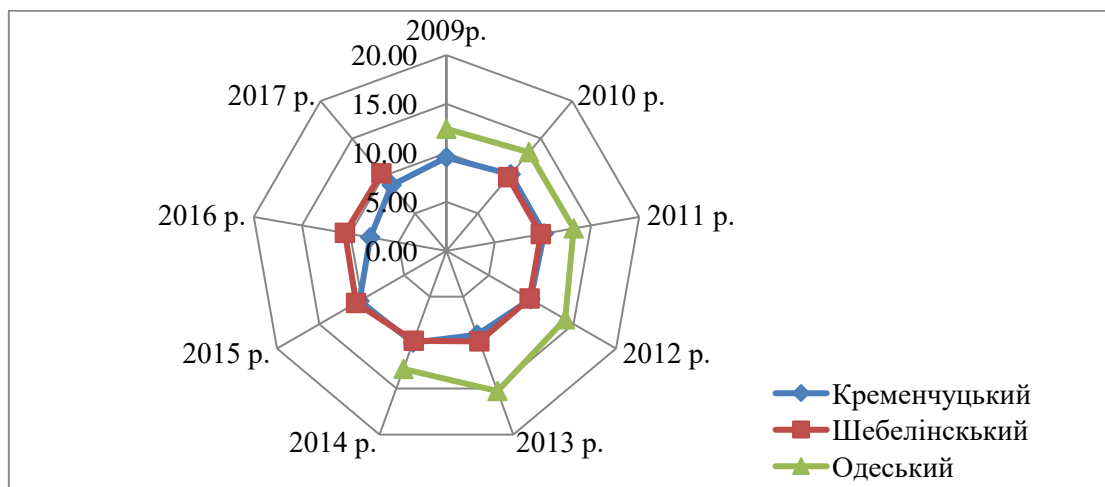 2009р.
20.00
15.00
10.00
5.00
0.00
2010 р.
2011 р.
2012 р.
2013 р.
2014 р.
2015 р.
2016 р.
2017 р.
Кременчуцький
Шебелінскький
Одеський